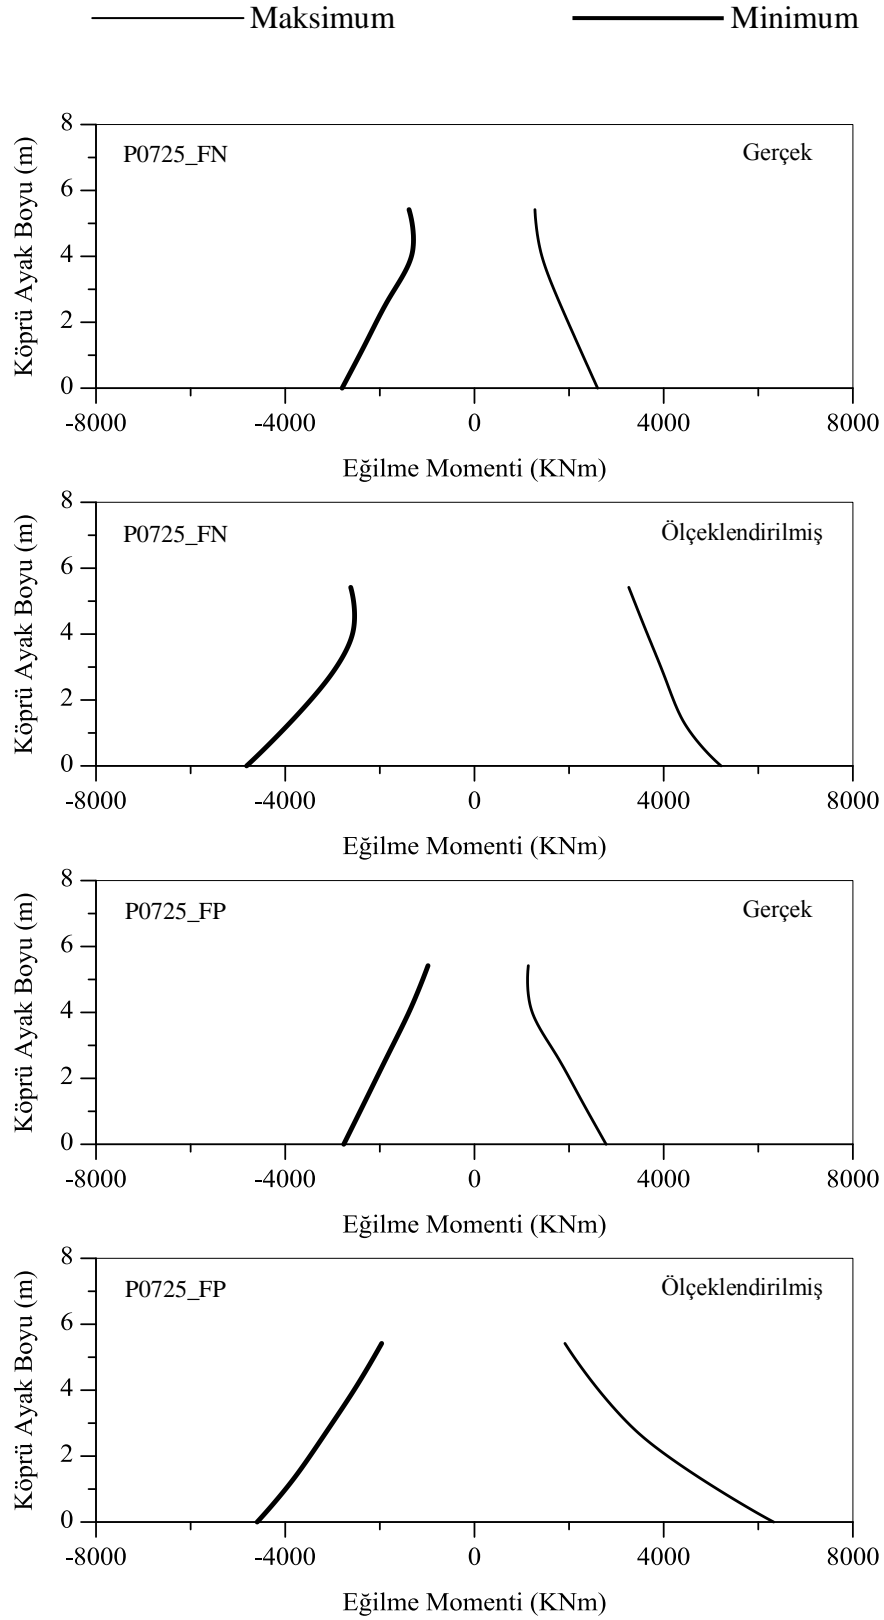 Maksimum Minimum
8
P0725_FN Gerçek
6
4
2
0
Köprü Ayak Boyu (m)
-8000 -4000 0 4000 8000
Eğilme Momenti (KNm)
8
P0725_FN Ölçeklendirilmiş
6
4
2
0
Köprü Ayak Boyu (m)
-8000 -4000 0 4000 8000
Eğilme Momenti (KNm)
8
P0725_FP Gerçek
6
4
2
0
Köprü Ayak Boyu (m)
-8000 -4000 0 4000 8000
Eğilme Momenti (KNm)
8
P0725_FP Ölçeklendirilmiş
6
4
2
0
Köprü Ayak Boyu (m)
-8000 -4000 0 4000 8000
Eğilme Momenti (KNm)